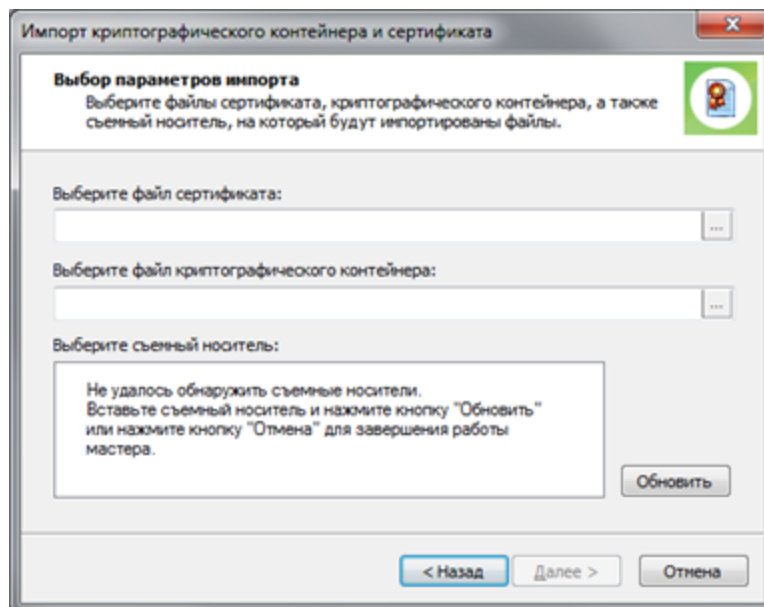 Импорт криптографического контейнера и сертификата
Выбор параметров импорта
Выберите файлы сертификата, криптографического контейнера, а также
съемный носитель, на который будут импортированы файлы.
Выберите файл сертификата:
...
Выберите файл криптографического контейнера:
...
Выберите съемный носитель:
Не удалось обнаружить съемные носители.
Вставьте съемный носитель и нажмите кнопку "Обновить"
или нажмите кнопку "Отмена" для завершения работы
мастера.
Обновить
< Назад Далее > Отмена